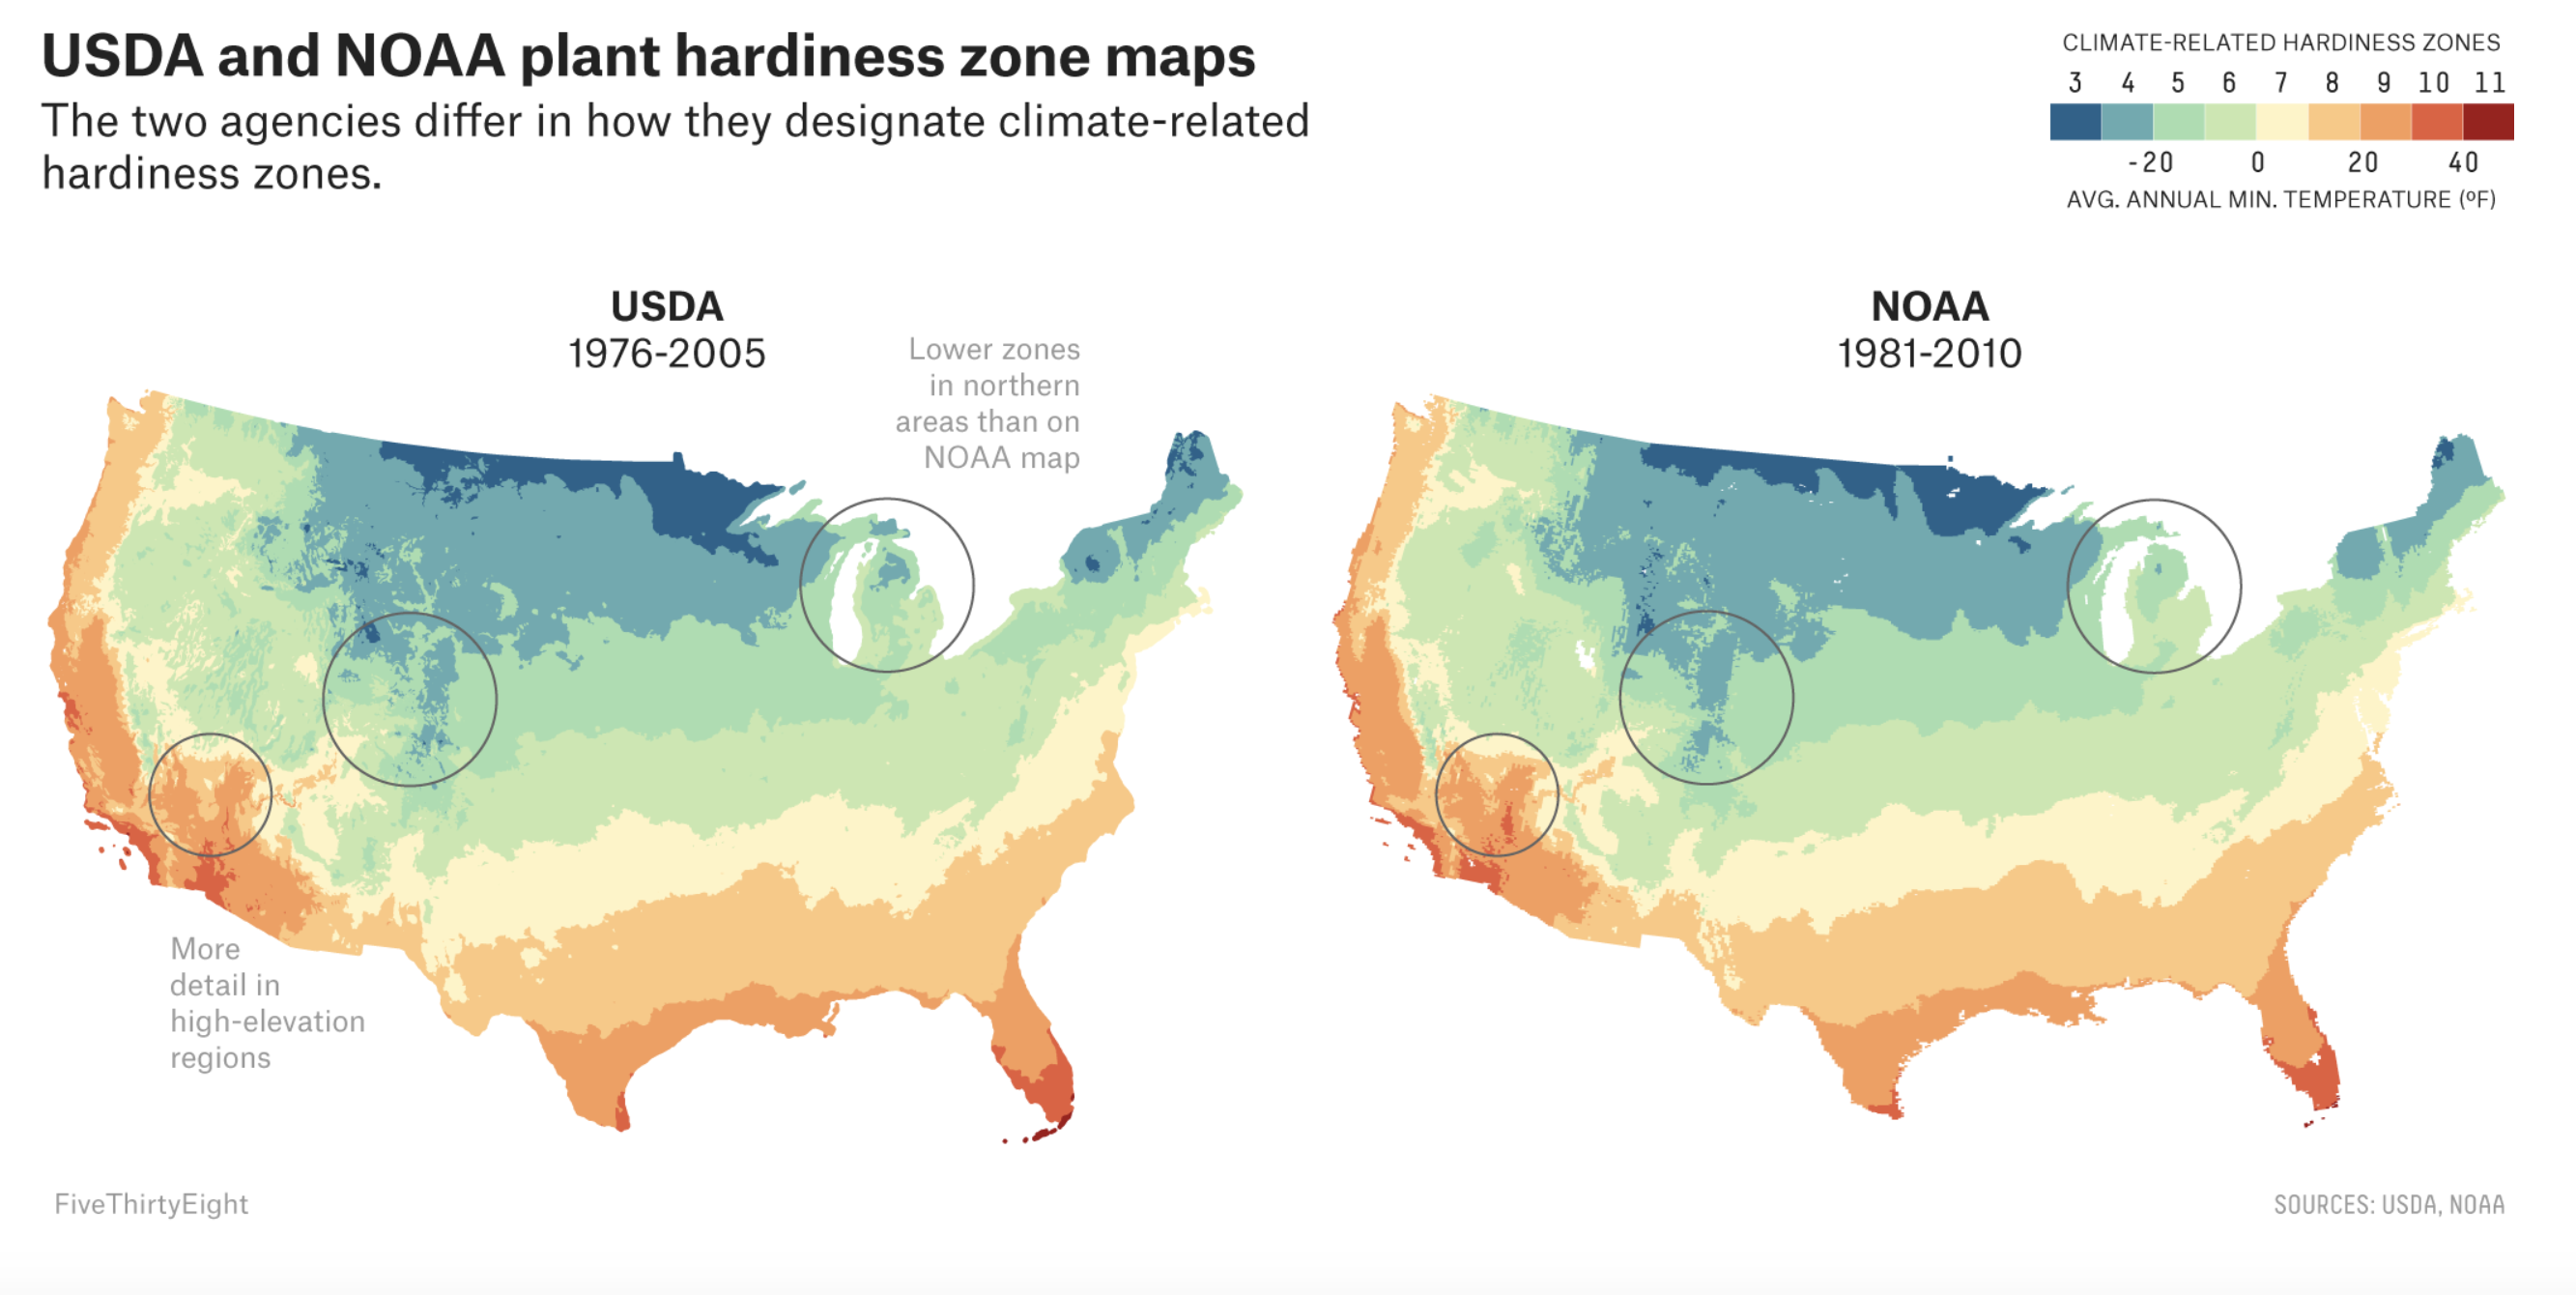 USDA and NOAA plant hardiness zone maps
The two agencies differ in how they designate climate-related
hardiness zones.
CLIMATE-RELATED HARDINESS ZONES
3 4 5 6 7 8 9 10 11
-20 0 20 40
AVG. ANNUAL MIN. TEMPERATURE (ºF)
USDA
1976-2005
Lower zones
in northern
areas than on
NOAA map
More
detail in
high-elevation
regions
NOAA
1981-2010
FiveThirtyEight
SOURCES: USDA, NOAA